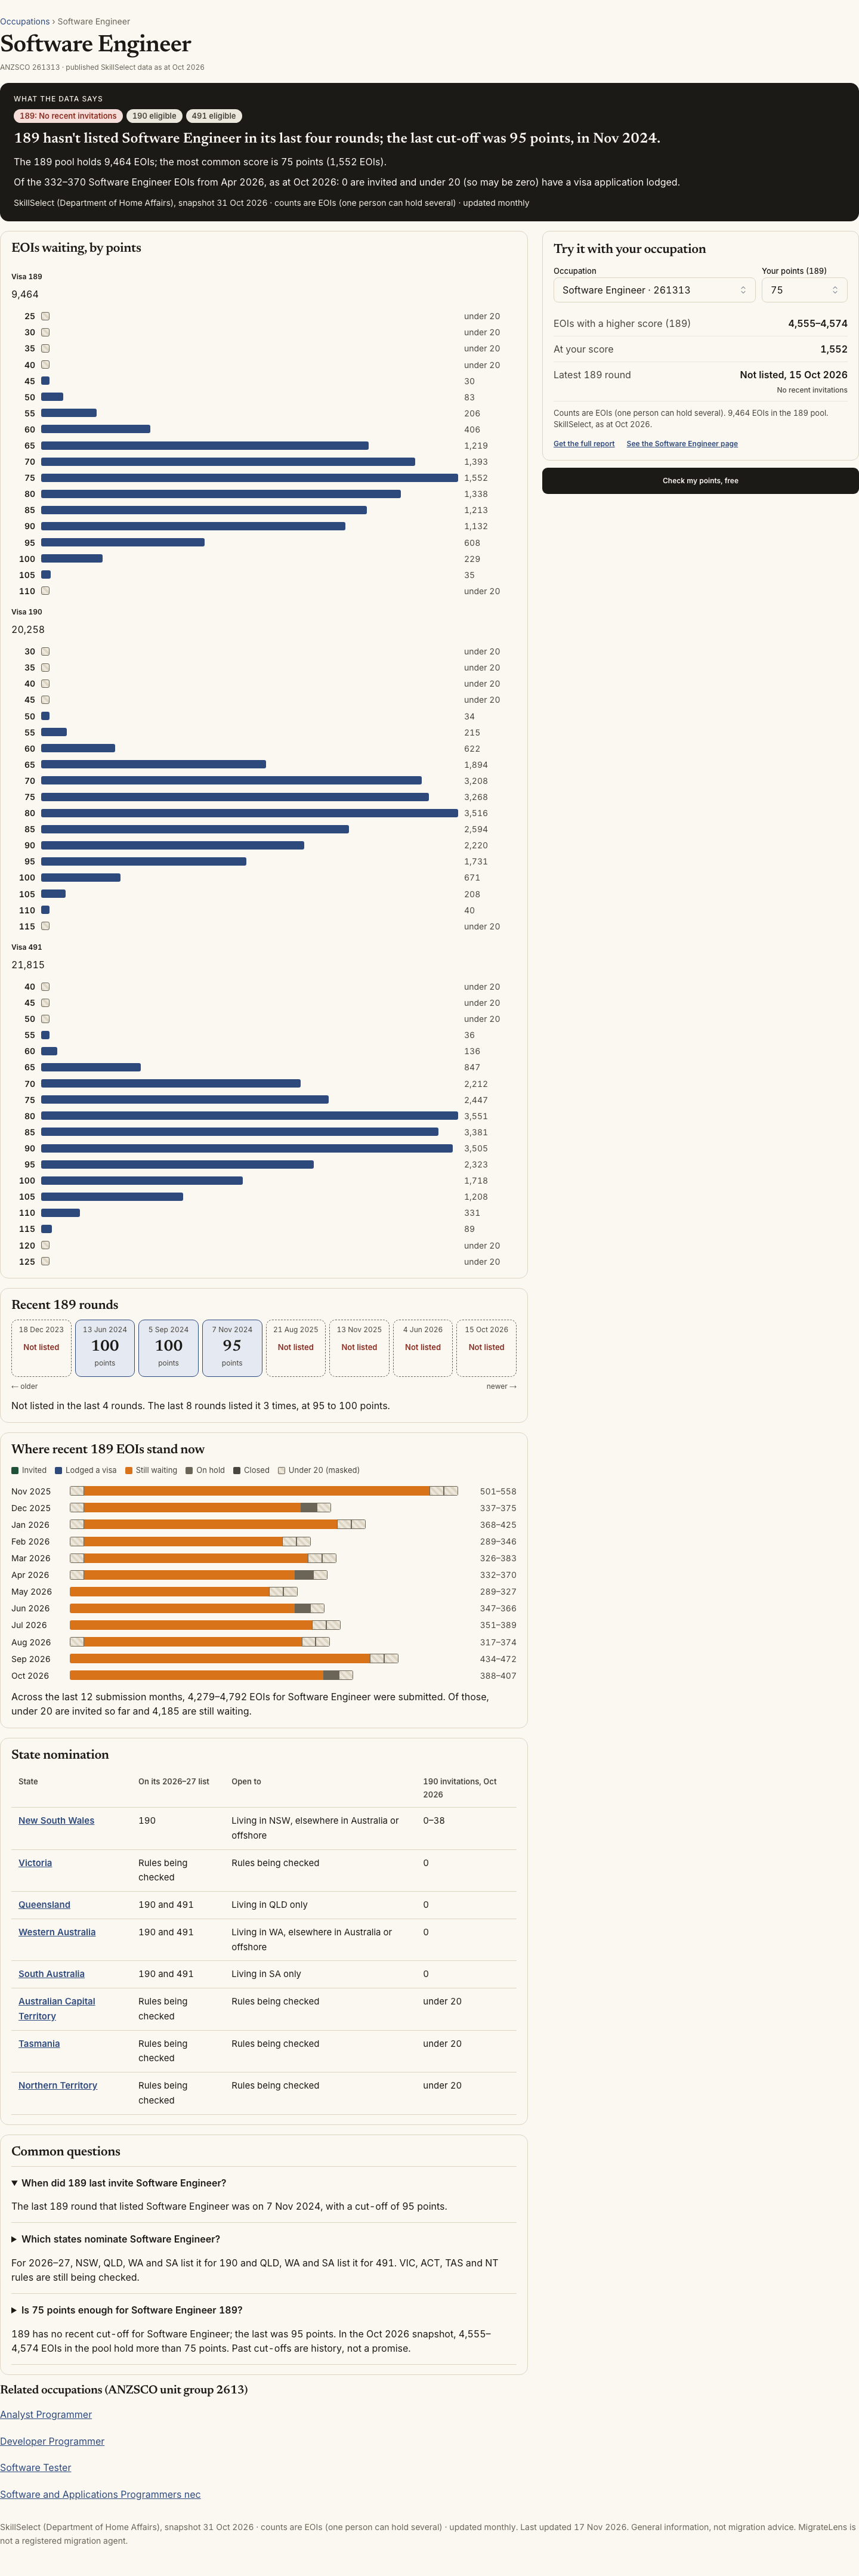 Occupations › Software Engineer
Software Engineer
ANZSCO 261313 · published SkillSelect data as at Oct 2026
WHAT THE DATA SAYS
189: No recent invitations 190 eligible 491 eligible
189 hasn't listed Software Engineer in its last four rounds; the last cut-off was 95 points, in Nov 2024.
The 189 pool holds 9,464 EOIs; the most common score is 75 points (1,552 EOIs).
Of the 332–370 Software Engineer EOIs from Apr 2026, as at Oct 2026: 0 are invited and under 20 (so may be zero) have a visa application lodged.
SkillSelect (Department of Home Affairs), snapshot 31 Oct 2026 · counts are EOIs (one person can hold several) · updated monthly
EOIs waiting, by points
Visa 189
9,464
25 under 20
30 under 20
35 under 20
40 under 20
45 30
50 83
55 206
60 406
65 1,219
70 1,393
75 1,552
80 1,338
85 1,213
90 1,132
95 608
100 229
105 35
110 under 20
Visa 190
20,258
30 under 20
35 under 20
40 under 20
45 under 20
50 34
55 215
60 622
65 1,894
70 3,208
75 3,268
80 3,516
85 2,594
90 2,220
95 1,731
100 671
105 208
110 40
115 under 20
Visa 491
21,815
40 under 20
45 under 20
50 under 20
55 36
60 136
65 847
70 2,212
75 2,447
80 3,551
85 3,381
90 3,505
95 2,323
100 1,718
105 1,208
110 331
115 89
120 under 20
125 under 20
Try it with your occupation
Occupation Your points (189)
Software Engineer · 261313 75
EOIs with a higher score (189) 4,555–4,574
At your score 1,552
Latest 189 round Not listed, 15 Oct 2026
No recent invitations
Counts are EOIs (one person can hold several). 9,464 EOIs in the 189 pool.
SkillSelect, as at Oct 2026.
Get the full report See the Software Engineer page
Check my points, free
Recent 189 rounds
18 Dec 2023 13 Jun 2024 5 Sep 2024 7 Nov 2024 21 Aug 2025 13 Nov 2025 4 Jun 2026 15 Oct 2026
Not listed 100 100 95 Not listed Not listed Not listed Not listed
points points points
← older newer →
Not listed in the last 4 rounds. The last 8 rounds listed it 3 times, at 95 to 100 points.
Where recent 189 EOIs stand now
Invited Lodged a visa Still waiting On hold Closed Under 20 (masked)
Nov 2025 501–558
Dec 2025 337–375
Jan 2026 368–425
Feb 2026 289–346
Mar 2026 326–383
Apr 2026 332–370
May 2026 289–327
Jun 2026 347–366
Jul 2026 351–389
Aug 2026 317–374
Sep 2026 434–472
Oct 2026 388–407
Across the last 12 submission months, 4,279–4,792 EOIs for Software Engineer were submitted. Of those,
under 20 are invited so far and 4,185 are still waiting.
State nomination
State On its 2026–27 list Open to 190 invitations, Oct
2026
New South Wales 190 Living in NSW, elsewhere in Australia or 0–38
offshore
Victoria Rules being Rules being checked 0
checked
Queensland 190 and 491 Living in QLD only 0
Western Australia 190 and 491 Living in WA, elsewhere in Australia or 0
offshore
South Australia 190 and 491 Living in SA only 0
Australian Capital Rules being Rules being checked under 20
Territory checked
Tasmania Rules being Rules being checked under 20
checked
Northern Territory Rules being Rules being checked under 20
checked
Common questions
▼ When did 189 last invite Software Engineer?
The last 189 round that listed Software Engineer was on 7 Nov 2024, with a cut-off of 95 points.
▶ Which states nominate Software Engineer?
For 2026–27, NSW, QLD, WA and SA list it for 190 and QLD, WA and SA list it for 491. VIC, ACT, TAS and NT
rules are still being checked.
▶ Is 75 points enough for Software Engineer 189?
189 has no recent cut-off for Software Engineer; the last was 95 points. In the Oct 2026 snapshot, 4,555–
4,574 EOIs in the pool hold more than 75 points. Past cut-offs are history, not a promise.
Related occupations (ANZSCO unit group 2613)
Analyst Programmer
Developer Programmer
Software Tester
Software and Applications Programmers nec
SkillSelect (Department of Home Affairs), snapshot 31 Oct 2026 · counts are EOIs (one person can hold several) · updated monthly. Last updated 17 Nov 2026. General information, not migration advice. MigrateLens is
not a registered migration agent.